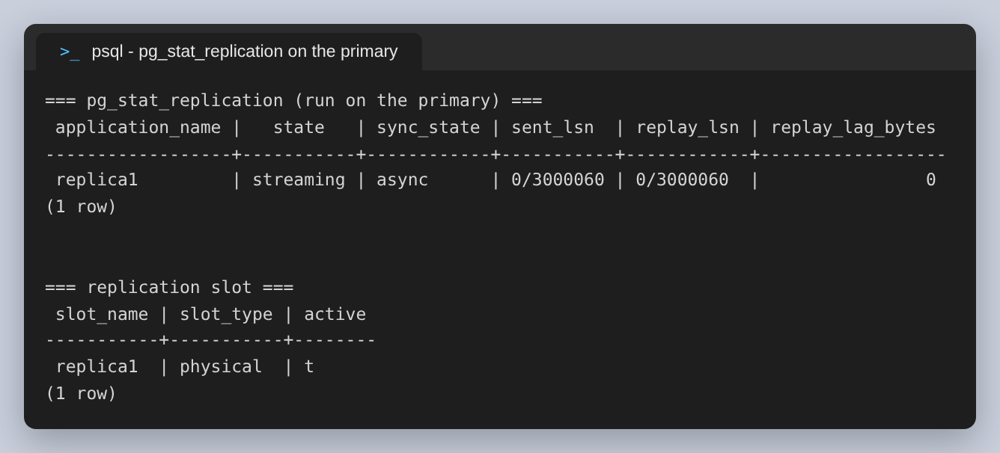 >_ psql - pg_stat_replication on the primary
=== pg_stat_replication (run on the primary) ===
 application_name |   state   | sync_state | sent_lsn  | replay_lsn | replay_lag_bytes
------------------+-----------+------------+-----------+------------+------------------
 replica1         | streaming | async      | 0/3000060 | 0/3000060  |                0
(1 row)
=== replication slot ===
 slot_name | slot_type | active
-----------+-----------+--------
 replica1  | physical  | t
(1 row)